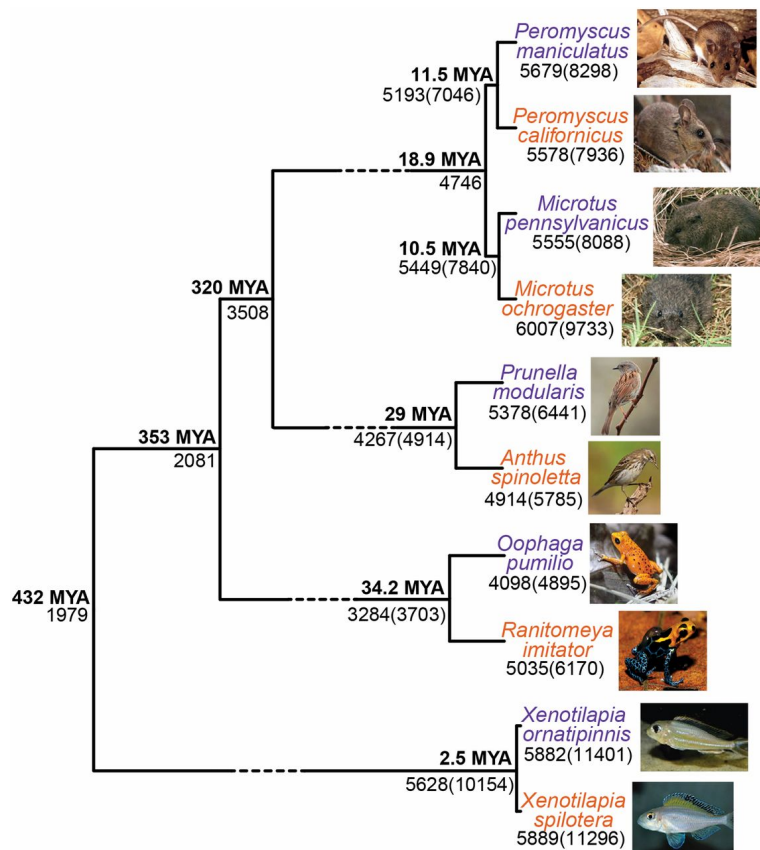 Peromyscus
maniculatus
5679(8298)
11.5 MYA
5193(7046)
Peromyscus
californicus
5578(7936)
18.9 MYA
4746
Microtus
pennsylvanicus
5555(8088)
10.5 MYA
5449(7840)
Microtus
ochrogaster
6007(9733)
320 MYA
3508
Prunella
modularis
5378(6441)
29 MYA
4267(4914)
Anthus
spinoletta
4914(5785)
353 MYA
2081
Oophaga
pumilio
4098(4895)
34.2 MYA
3284(3703)
Ranitomeya
imitator
5035(6170)
432 MYA
1979
Xenotilapia
ornatipinnis
5882(11401)
2.5 MYA
5628(10154)
Xenotilapia
spilotera
5889(11296)